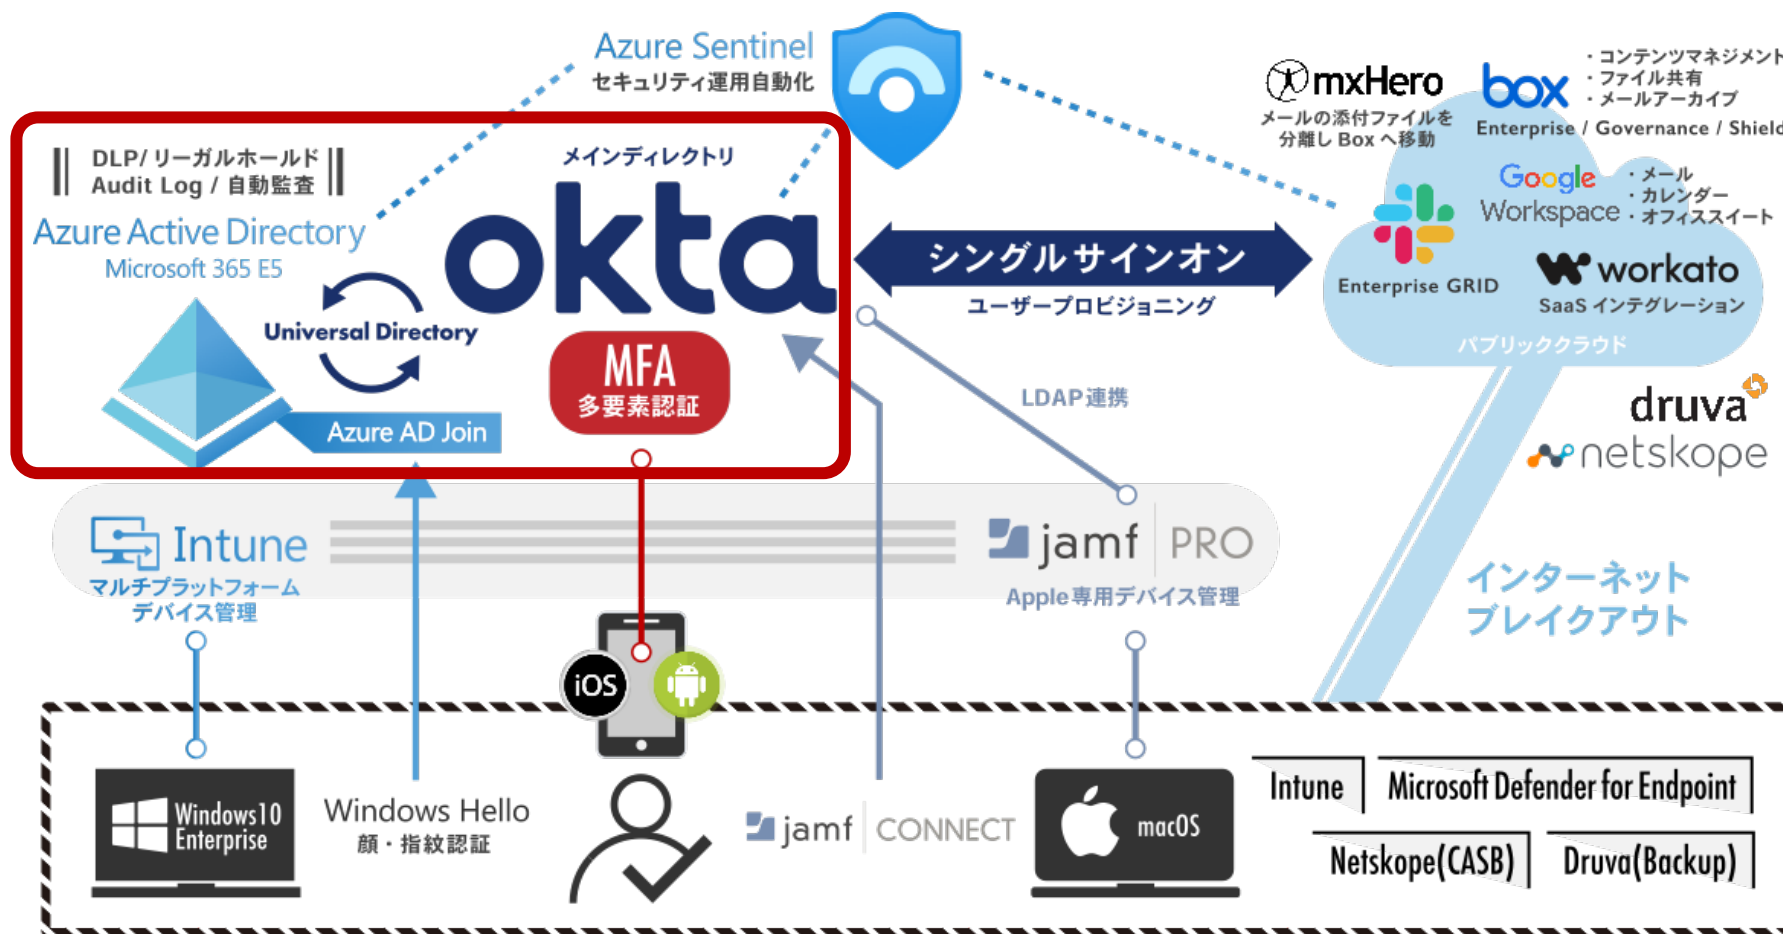 Azure Sentinel
セキュリティ運用自動化
mxHero
メールの添付ファイルを
分離し Box へ移動
box
・コンテンツマネジメント
・ファイル共有
・メールアーカイブ
Enterprise / Governance / Shield
DLP/ リーガルホールド
Audit Log / 自動監査
Azure Active Directory
Microsoft 365 E5
Universal Directory
Azure AD Join
メインディレクトリ
okta
MFA
多要素認証
シングルサインオン
ユーザープロビジョニング
LDAP連携
Google
Workspace
・メール
・カレンダー
・オフィススイート
Enterprise GRID
workato
SaaS インテグレーション
パブリッククラウド
druva
netskope
インターネット
ブレイクアウト
Intune
マルチプラットフォーム
デバイス管理
jamf PRO
Apple専用デバイス管理
iOS
Windows10
Enterprise
Windows Hello
顔・指紋認証
jamf CONNECT
macOS
Intune
Microsoft Defender for Endpoint
Netskope(CASB)
Druva(Backup)